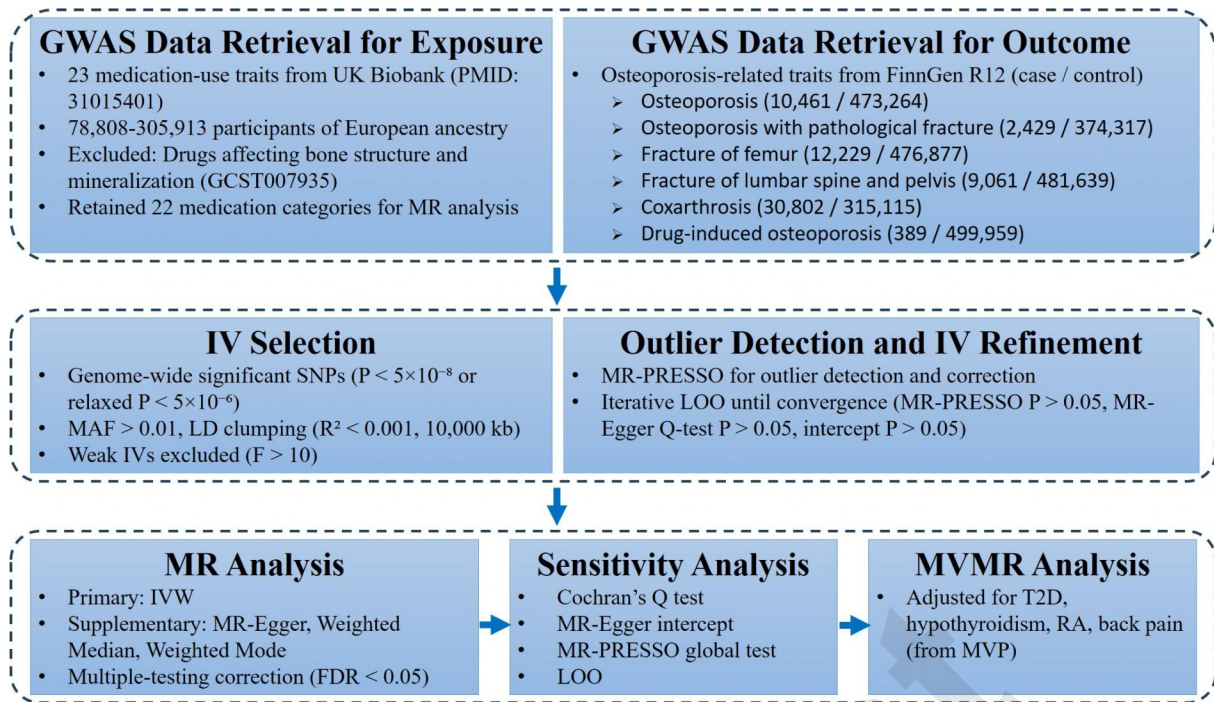 GWAS Data Retrieval for Exposure
• 23 medication-use traits from UK Biobank (PMID:
31015401)
• 78,808-305,913 participants of European ancestry
• Excluded: Drugs affecting bone structure and
mineralization (GCST007935)
• Retained 22 medication categories for MR analysis
GWAS Data Retrieval for Outcome
• Osteoporosis-related traits from FinnGen R12 (case / control)
➤ Osteoporosis (10,461 / 473,264)
➤ Osteoporosis with pathological fracture (2,429 / 374,317)
➤ Fracture of femur (12,229 / 476,877)
➤ Fracture of lumbar spine and pelvis (9,061 / 481,639)
➤ Coxarthrosis (30,802 / 315,115)
➤ Drug-induced osteoporosis (389 / 499,959)
IV Selection
• Genome-wide significant SNPs (P < 5×10⁻⁸ or
relaxed P < 5×10⁻⁶)
• MAF > 0.01, LD clumping (R² < 0.001, 10,000 kb)
• Weak IVs excluded (F > 10)
Outlier Detection and IV Refinement
• MR-PRESSO for outlier detection and correction
• Iterative LOO until convergence (MR-PRESSO P > 0.05, MR-
Egger Q-test P > 0.05, intercept P > 0.05)
MR Analysis
• Primary: IVW
• Supplementary: MR-Egger, Weighted
Median, Weighted Mode
• Multiple-testing correction (FDR < 0.05)
Sensitivity Analysis
• Cochran's Q test
• MR-Egger intercept
• MR-PRESSO global test
• LOO
MVMR Analysis
• Adjusted for T2D,
hypothyroidism, RA, back pain
(from MVP)